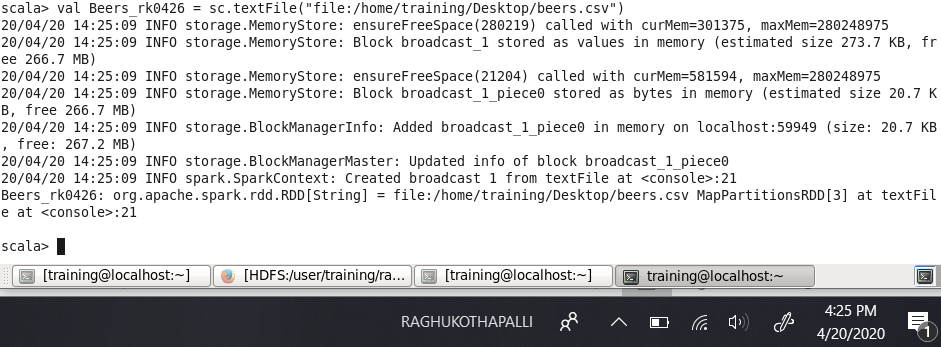 scala> val Beers_rk0426 = sc.textFile("file:/home/training/Desktop/beers.csv")
20/04/20 14:25:09 INFO storage.MemoryStore: ensureFreeSpace(280219) called with curMem=301375, maxMem=280248975
20/04/20 14:25:09 INFO storage.MemoryStore: Block broadcast_1 stored as values in memory (estimated size 273.7 KB, fr
ee 266.7 MB)
20/04/20 14:25:09 INFO storage.MemoryStore: ensureFreeSpace(21204) called with curMem=581594, maxMem=280248975
20/04/20 14:25:09 INFO storage.MemoryStore: Block broadcast_1_piece0 stored as bytes in memory (estimated size 20.7 K
B, free 266.7 MB)
20/04/20 14:25:09 INFO storage.BlockManagerInfo: Added broadcast_1_piece0 in memory on localhost:59949 (size: 20.7 KB
, free: 267.2 MB)
20/04/20 14:25:09 INFO storage.BlockManagerMaster: Updated info of block broadcast_1_piece0
20/04/20 14:25:09 INFO spark.SparkContext: Created broadcast 1 from textFile at <console>:21
Beers_rk0426: org.apache.spark.rdd.RDD[String] = file:/home/training/Desktop/beers.csv MapPartitionsRDD[3] at textFil
e at <console>:21
scala>
[training@localhost:~] [HDFS:/user/training/ra... [training@localhost:~] training@localhost:~
RAGHUKOTHAPALLI 4:25 PM
4/20/2020 1